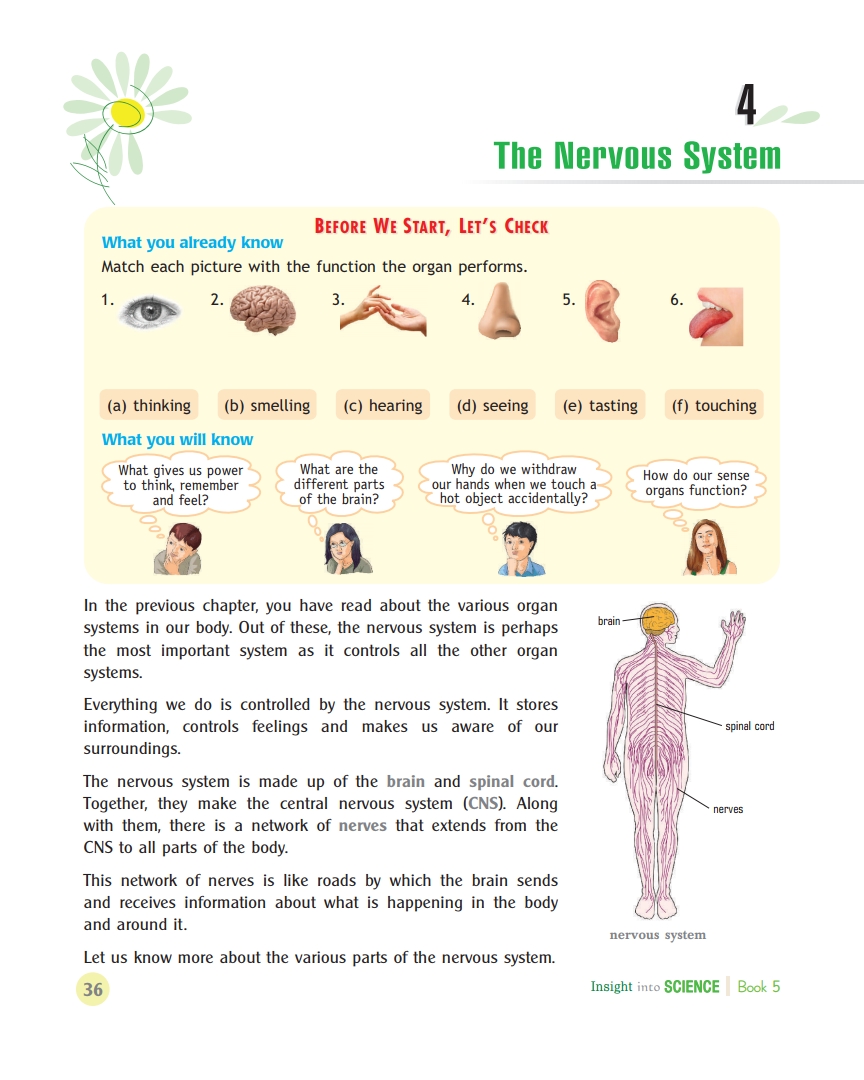 4
The Nervous System
BEFORE WE START, LET'S CHECK
What you already know
Match each picture with the function the organ performs.
1. 2. 3. 4. 5. 6.
(a) thinking (b) smelling (c) hearing (d) seeing (e) tasting (f) touching
What you will know
What gives us power
to think, remember
and feel?
What are the
different parts
of the brain?
Why do we withdraw
our hands when we touch a
hot object accidentally?
How do our sense
organs function?
In the previous chapter, you have read about the various organ
systems in our body. Out of these, the nervous system is perhaps
the most important system as it controls all the other organ
systems.
Everything we do is controlled by the nervous system. It stores
information, controls feelings and makes us aware of our
surroundings.
The nervous system is made up of the brain and spinal cord.
Together, they make the central nervous system (CNS). Along
with them, there is a network of nerves that extends from the
CNS to all parts of the body.
This network of nerves is like roads by which the brain sends
and receives information about what is happening in the body
and around it.
Let us know more about the various parts of the nervous system.
brain
spinal cord
nerves
nervous system
36
Insight into SCIENCE Book 5